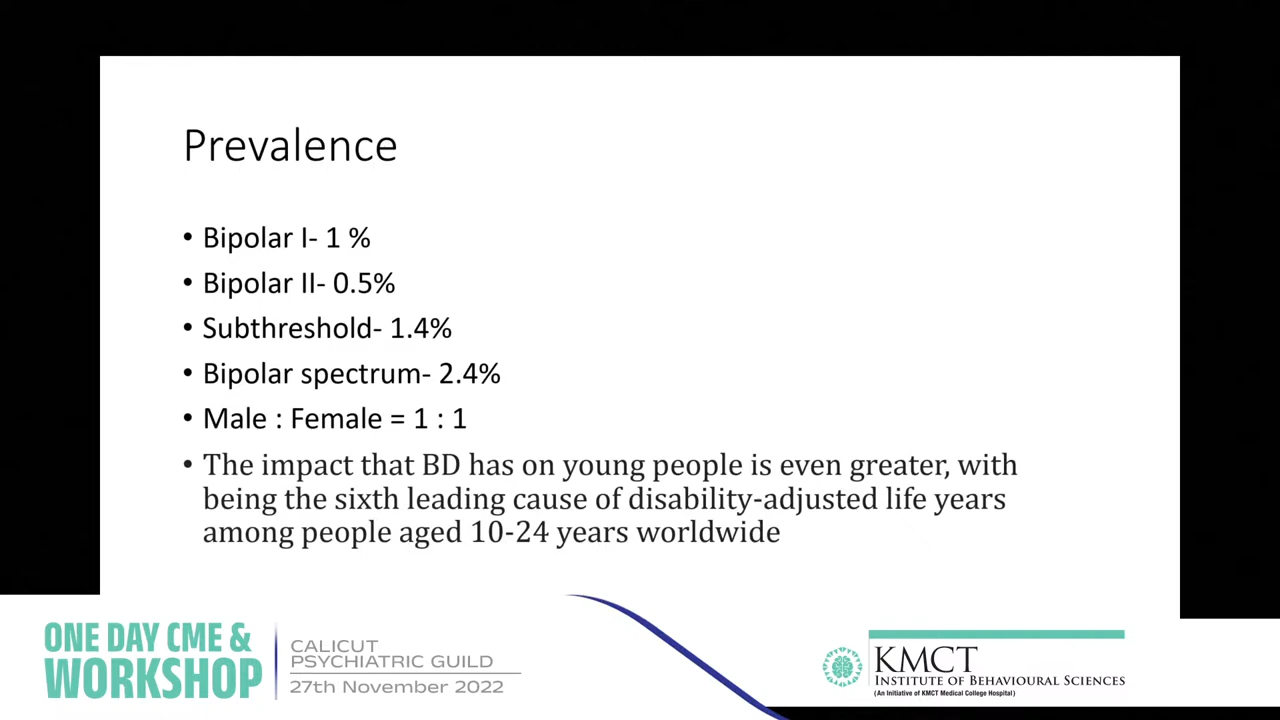 Prevalence
• Bipolar I- 1 %
• Bipolar II- 0.5%
• Subthreshold- 1.4%
• Bipolar spectrum- 2.4%
• Male : Female = 1 : 1
• The impact that BD has on young people is even greater, with
being the sixth leading cause of disability-adjusted life years
among people aged 10-24 years worldwide
ONE DAY CME &
WORKSHOP
CALICUT
PSYCHIATRIC GUILD
27th November 2022
KMCT
INSTITUTE OF BEHAVIOURAL SCIENCES
(An Initiative of KMCT Medical College Hospital)